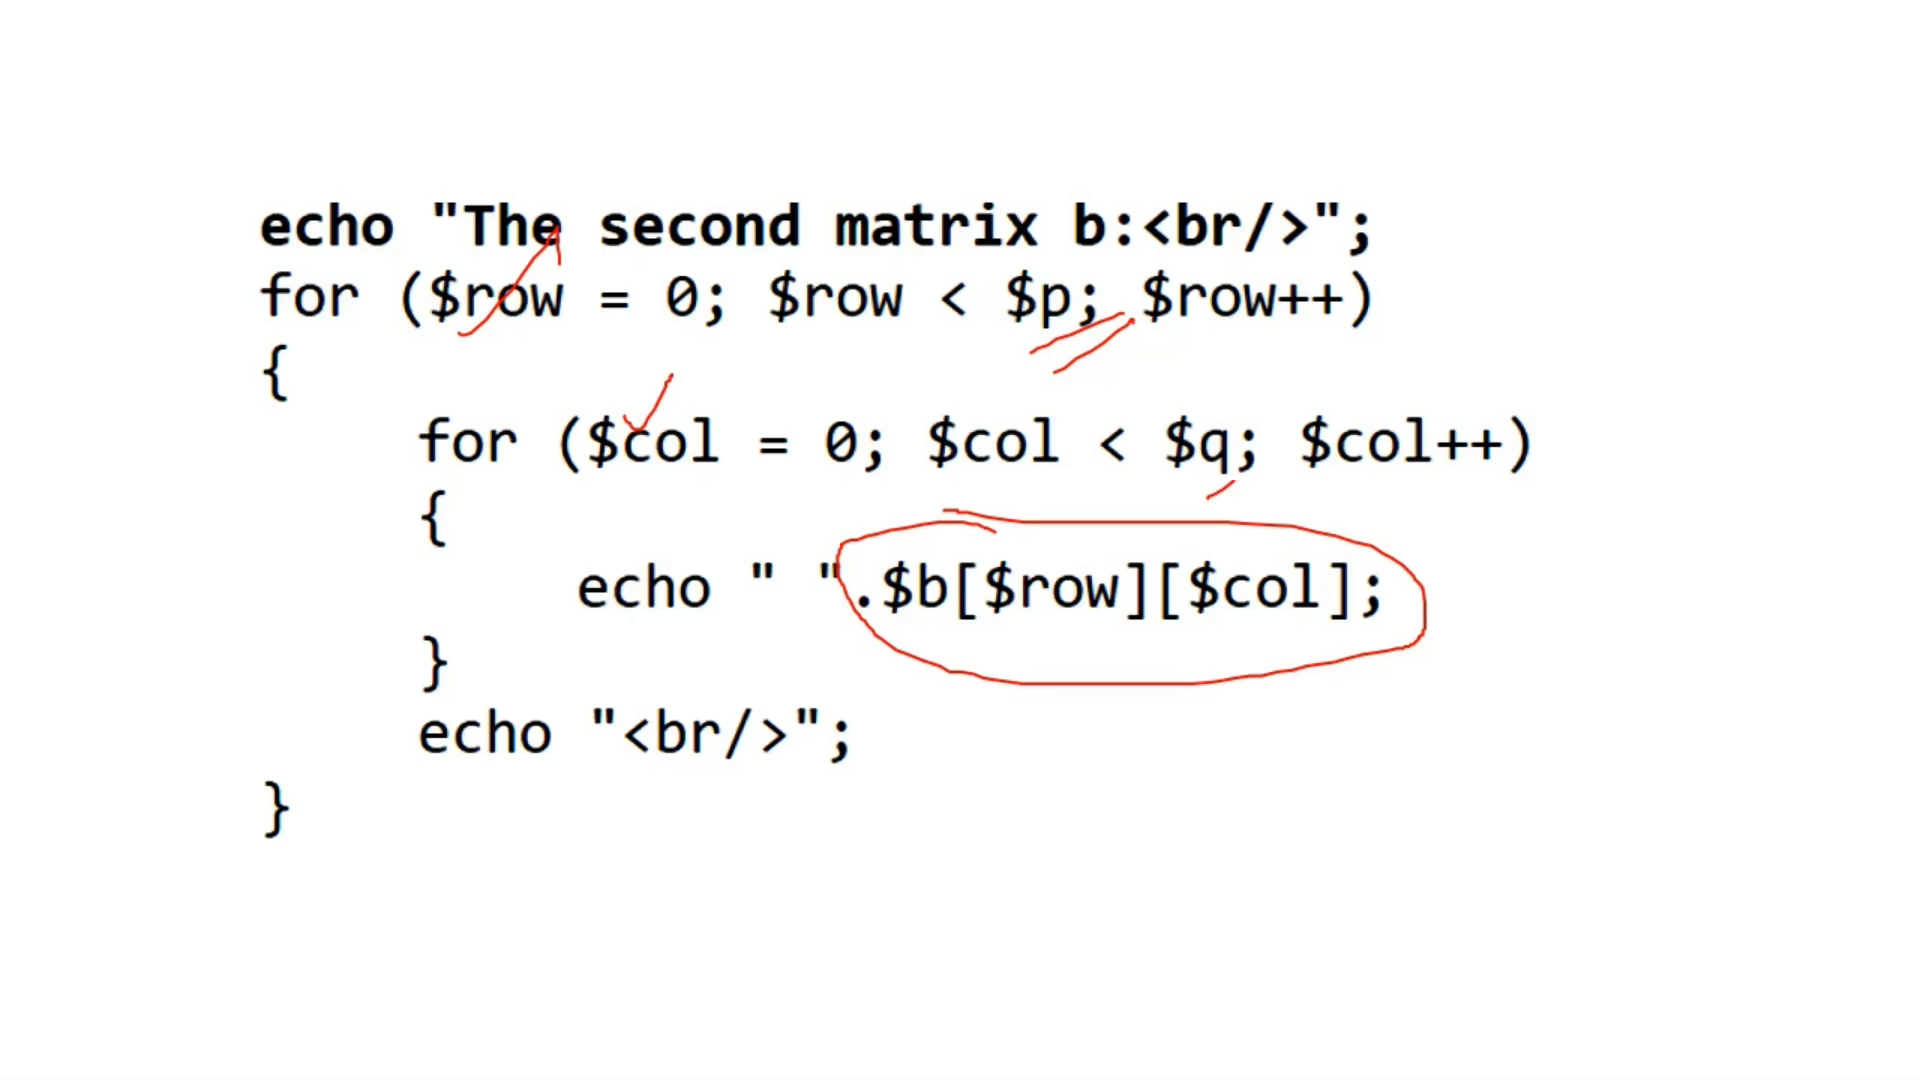 echo "The second matrix b:<br/>";
for ($row = 0; $row < $p; $row++)
{
for ($col = 0; $col < $q; $col++)
{
echo " ".$b[$row][$col];
}
echo "<br/>";
}